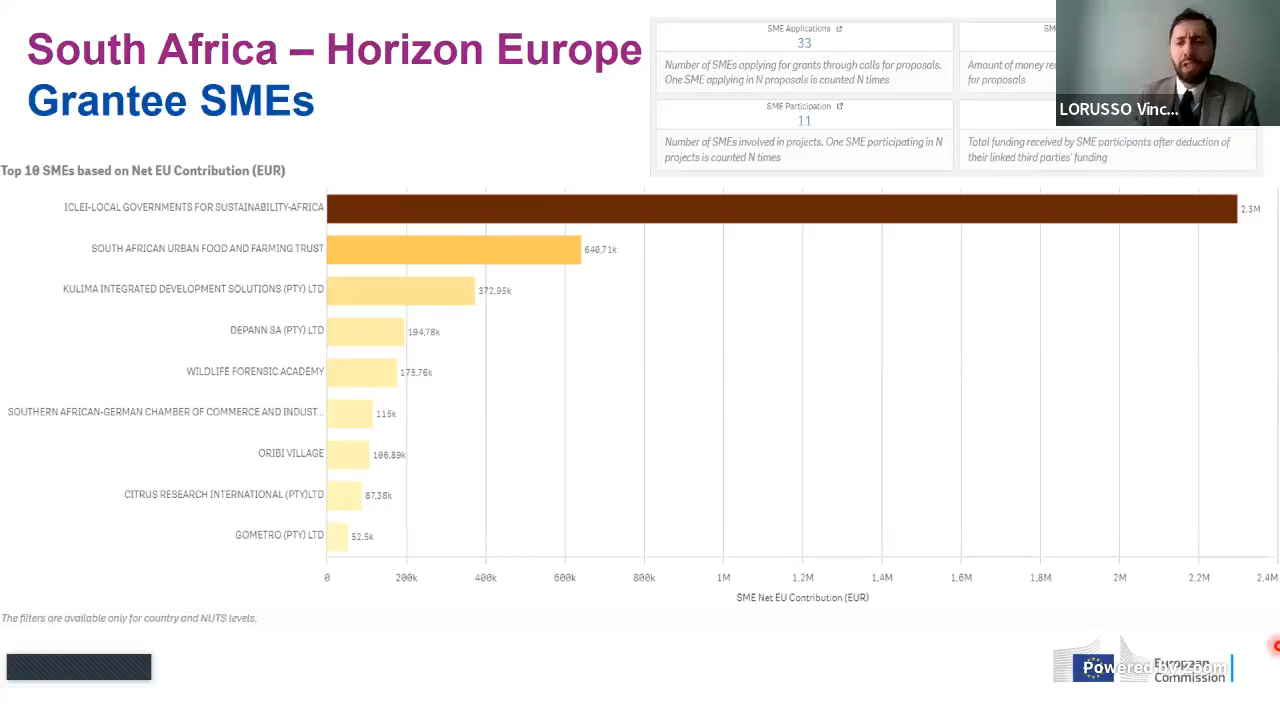 South Africa – Horizon Europe
Grantee SMEs
SME Applications
33
Number of SMEs applying for grants through calls for proposals.
One SME applying in N proposals is counted N times
Amount of money
for proposals
SME Participation
11
Number of SMEs involved in projects. One SME participating in N
projects is counted N times
Total funding received by SME participants after deduction of
their linked third parties' funding
LORUSSO Vinc...
Top 10 SMEs based on Net EU Contribution (EUR)
ICLEI-LOCAL GOVERNMENTS FOR SUSTAINABILITY-AFRICA
2,3M
SOUTH AFRICAN URBAN FOOD AND FARMING TRUST
640,71k
KULIMA INTEGRATED DEVELOPMENT SOLUTIONS (PTY) LTD
372,95k
DEPANN SA (PTY) LTD
194,78k
WILDLIFE FORENSIC ACADEMY
175,76k
SOUTHERN AFRICAN-GERMAN CHAMBER OF COMMERCE AND INDUST...
115k
ORIBI VILLAGE
106,89k
CITRUS RESEARCH INTERNATIONAL (PTY)LTD
87,38k
GOMETRO (PTY) LTD
52,5k
0 200k 400k 600k 800k 1M 1,2M 1,4M 1,6M 1,8M 2M 2,2M 2,4M
SME Net EU Contribution (EUR)
The filters are available only for country and NUTS levels.
European
Powered by Zoom
Commission